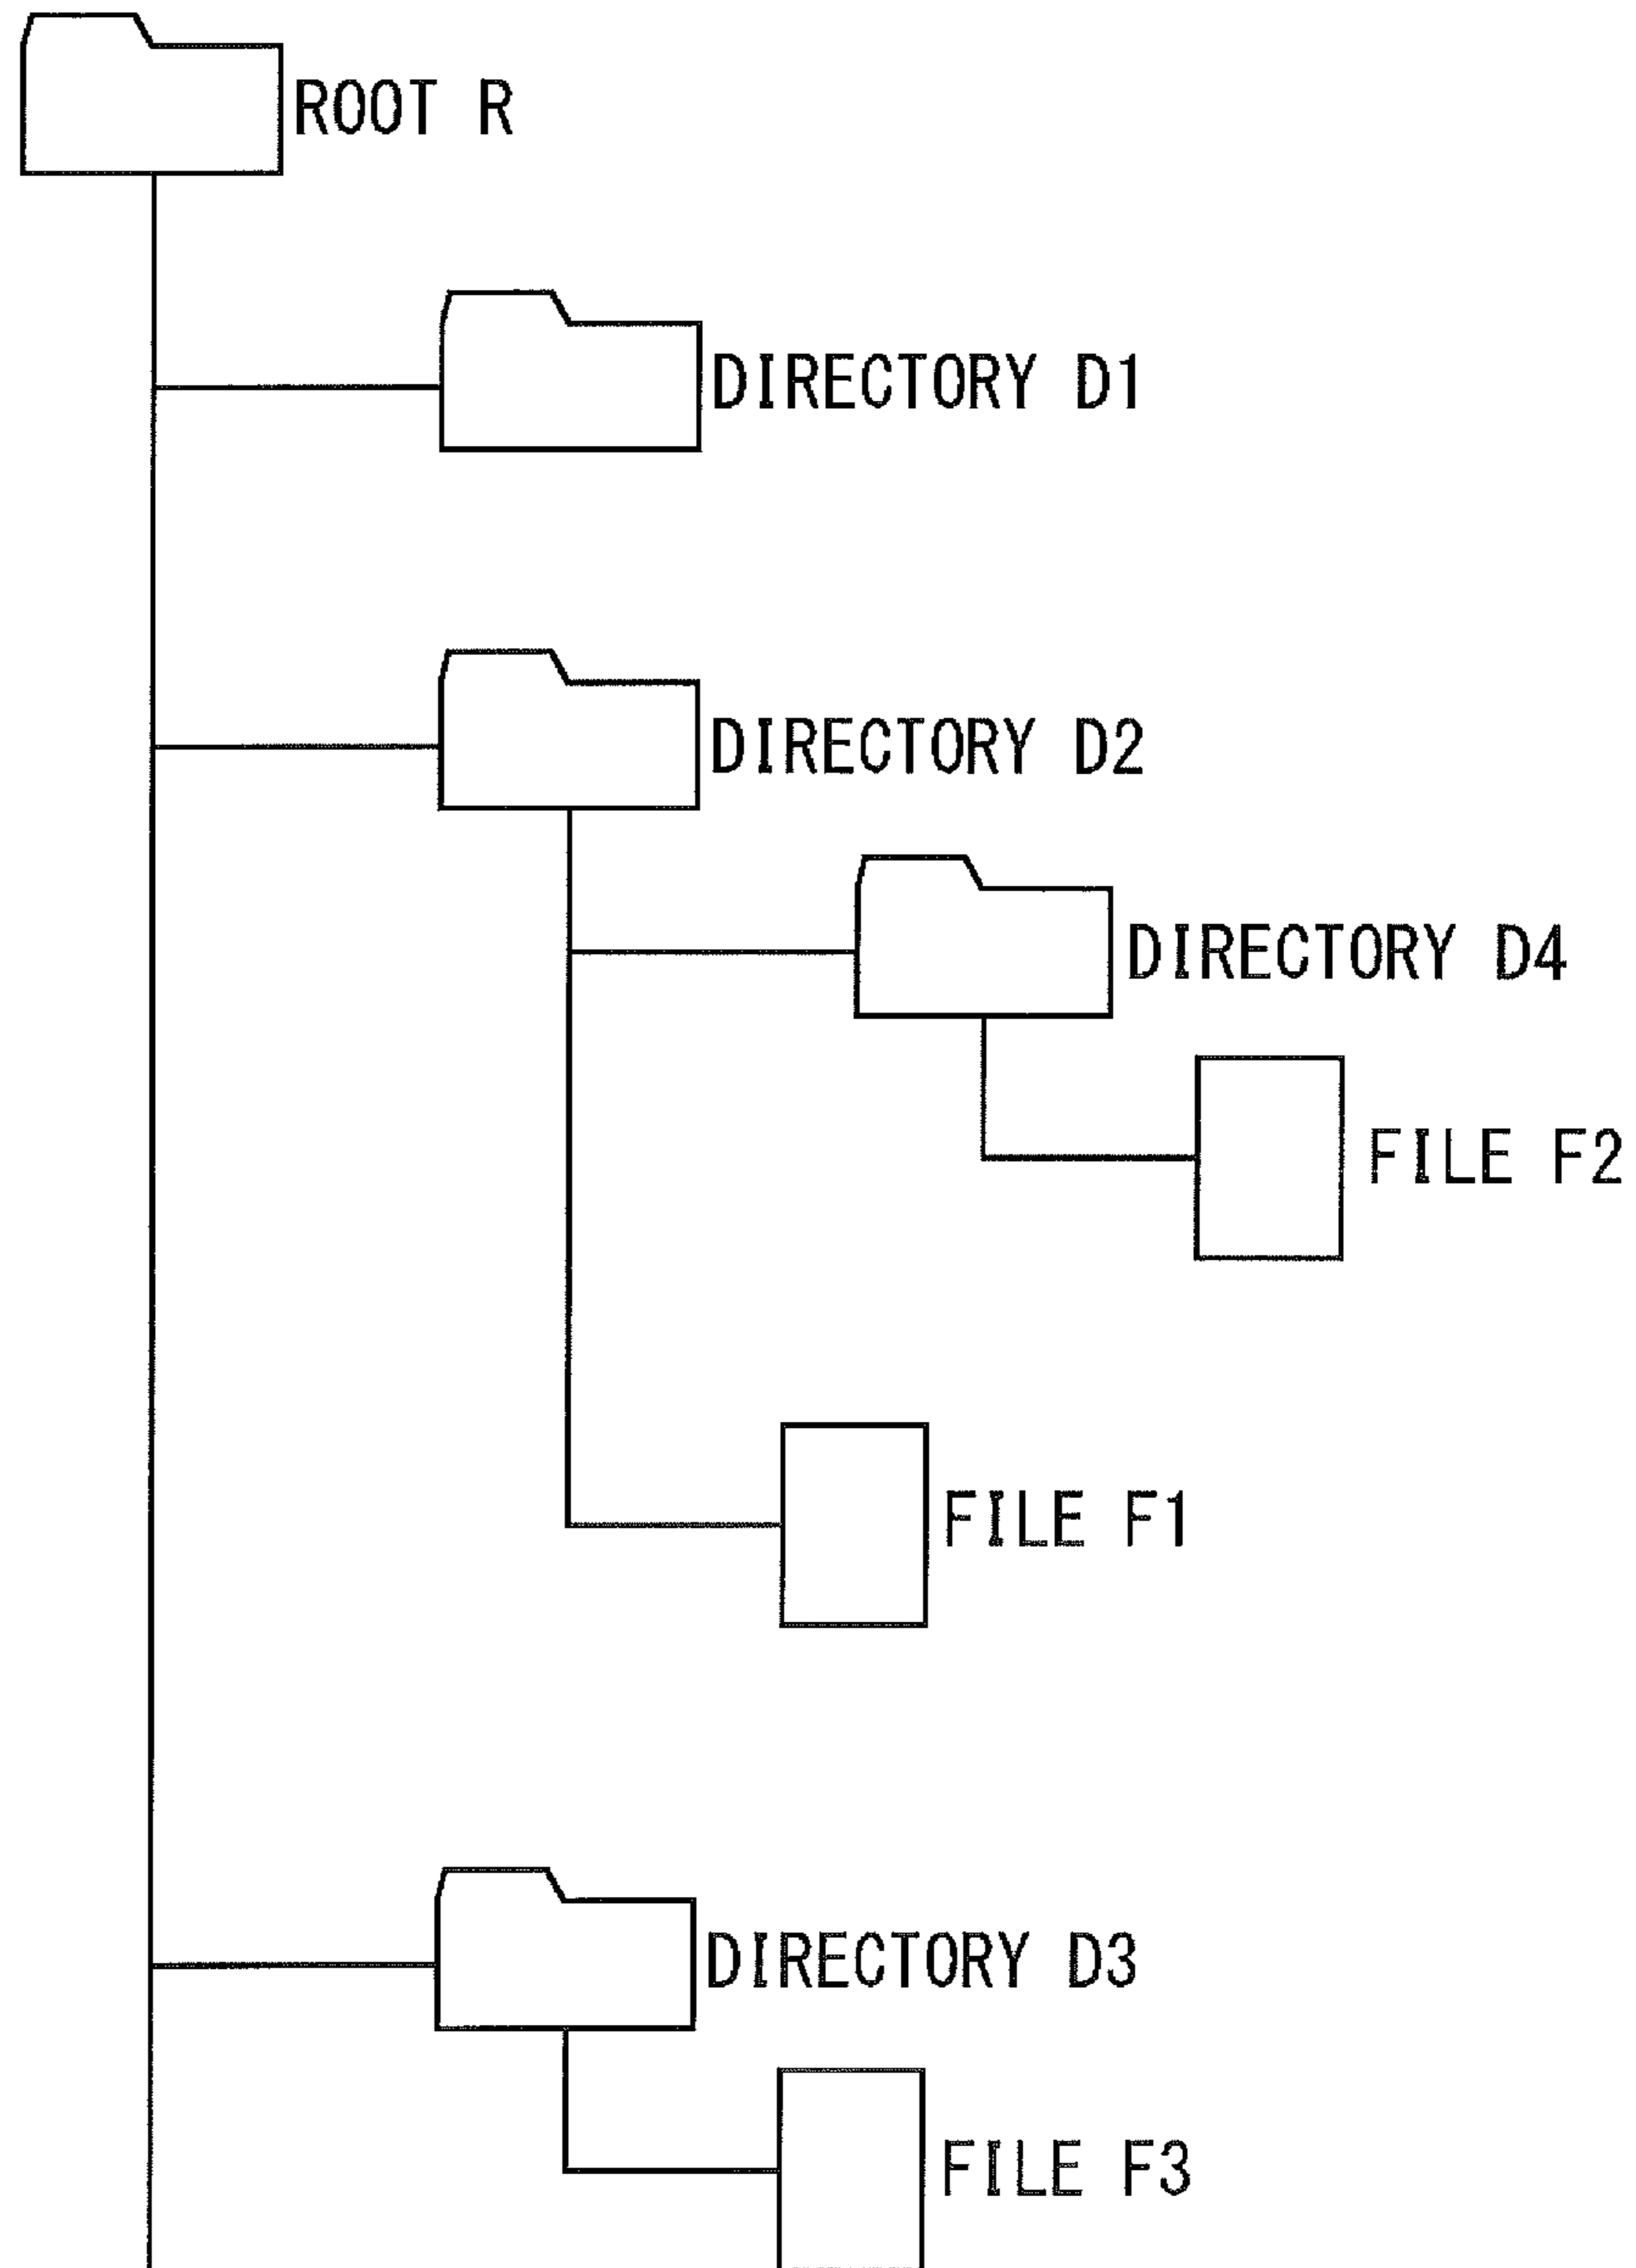 ROOT R
DIRECTORY D1
DIRECTORY D2
DIRECTORY D4
FILE F2
FILE F1
DIRECTORY D3
FILE F3